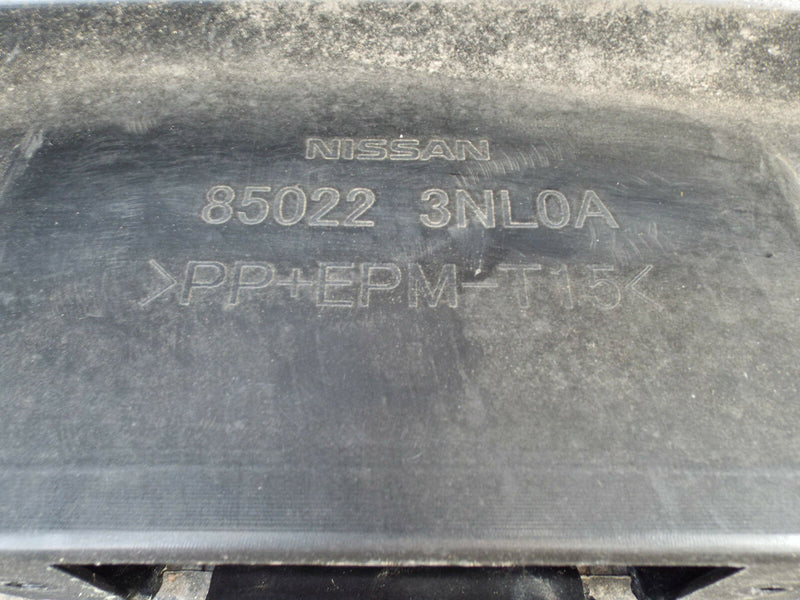 NISSAN
85022 3NL0A
>PP+EPM-T15<